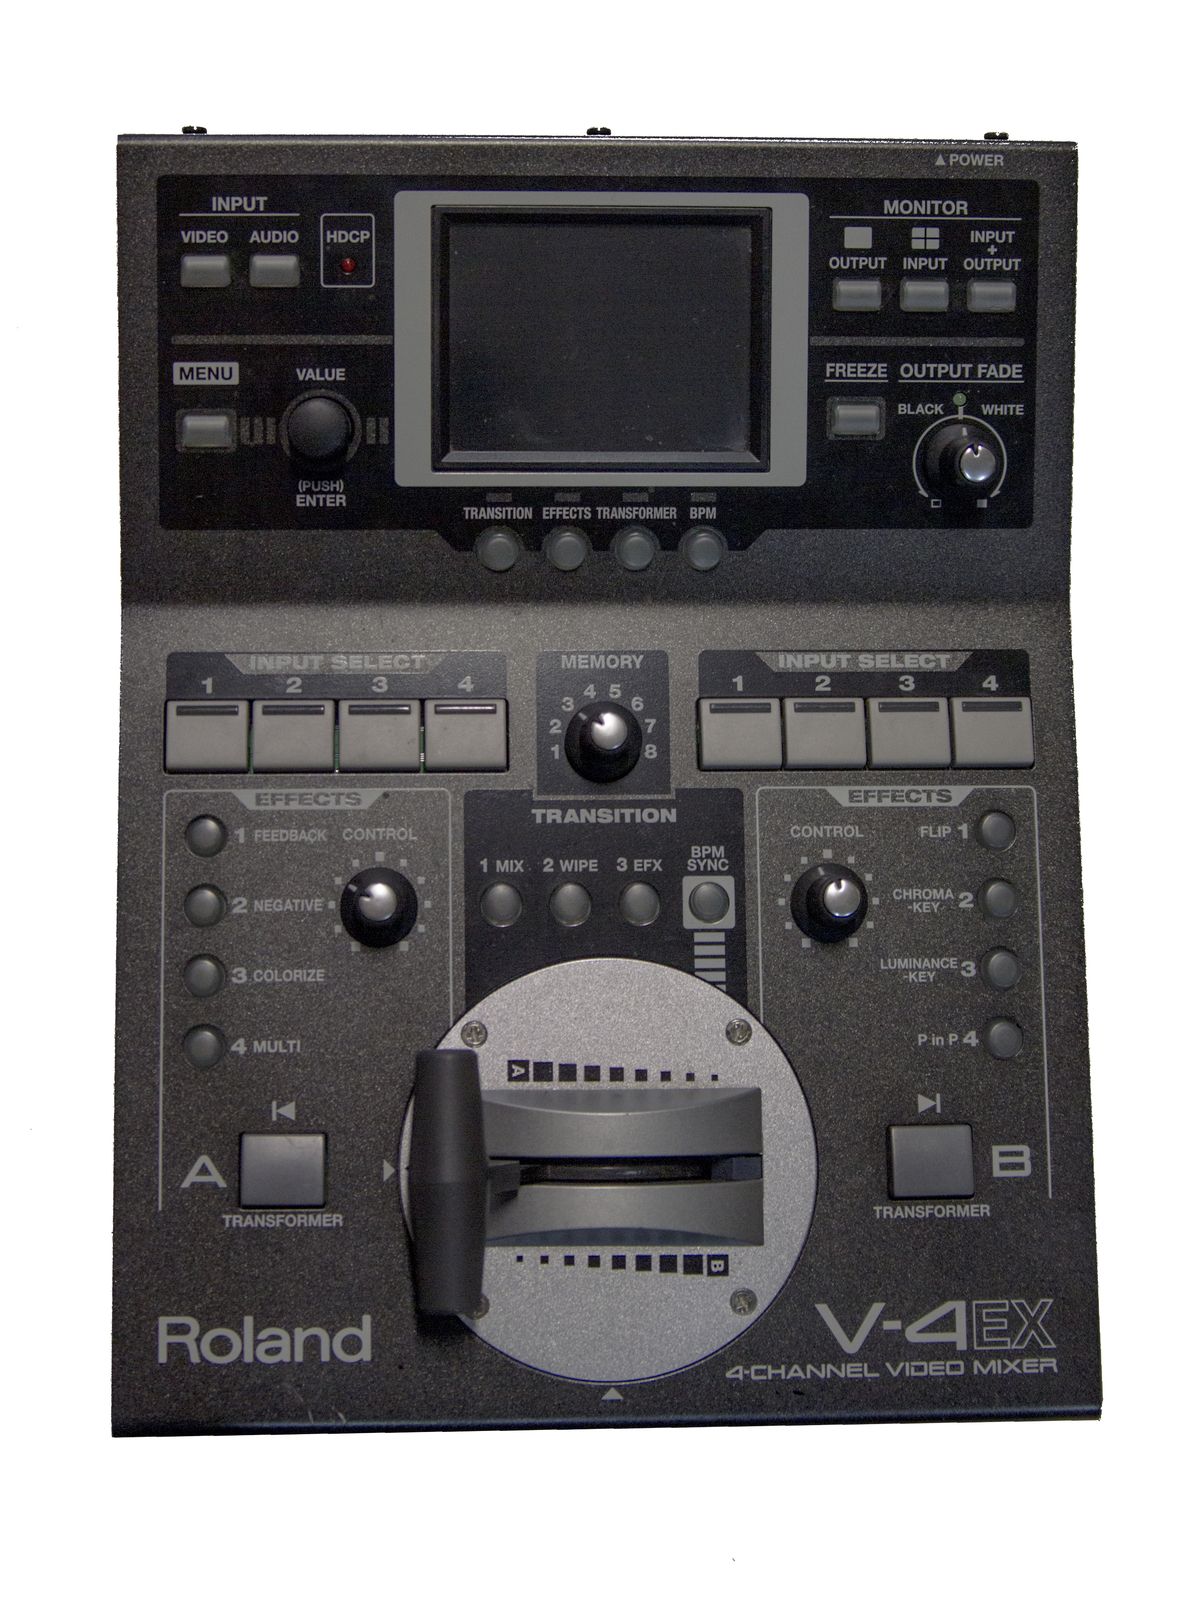 ▲POWER
INPUT
VIDEO AUDIO HDCP
MONITOR
OUTPUT INPUT INPUT + OUTPUT
MENU
VALUE
(PUSH)
ENTER
FREEZE OUTPUT FADE
BLACK WHITE
TRANSITION EFFECTS TRANSFORMER BPM
INPUT SELECT
1 2 3 4
MEMORY
1 2 3 4 5 6 7 8
INPUT SELECT
1 2 3 4
EFFECTS
1 FEEDBACK
2 NEGATIVE
3 COLORIZE
4 MULTI
CONTROL
TRANSITION
1 MIX 2 WIPE 3 EFX BPM SYNC
EFFECTS
CONTROL
FLIP 1
CHROMA
-KEY 2
LUMINANCE
-KEY 3
P in P 4
A
TRANSFORMER
A
B
B
TRANSFORMER
Roland
V-4EX
4-CHANNEL VIDEO MIXER